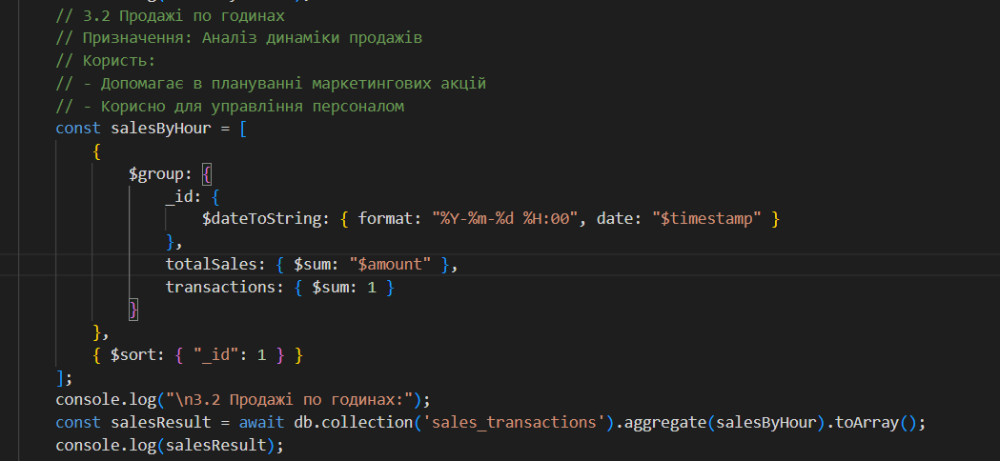 // 3.2 Продажі по годинах
// Призначення: Аналіз динаміки продажів
// Користь:
// - Допомагає в плануванні маркетингових акцій
// - Корисно для управління персоналом
const salesByHour = [
    {
        $group: {
            _id: {
                $dateToString: { format: "%Y-%m-%d %H:00", date: "$timestamp" }
            },
            totalSales: { $sum: "$amount" },
            transactions: { $sum: 1 }
        }
    },
    { $sort: { "_id": 1 } }
];
console.log("\n3.2 Продажі по годинах:");
const salesResult = await db.collection('sales_transactions').aggregate(salesByHour).toArray();
console.log(salesResult);